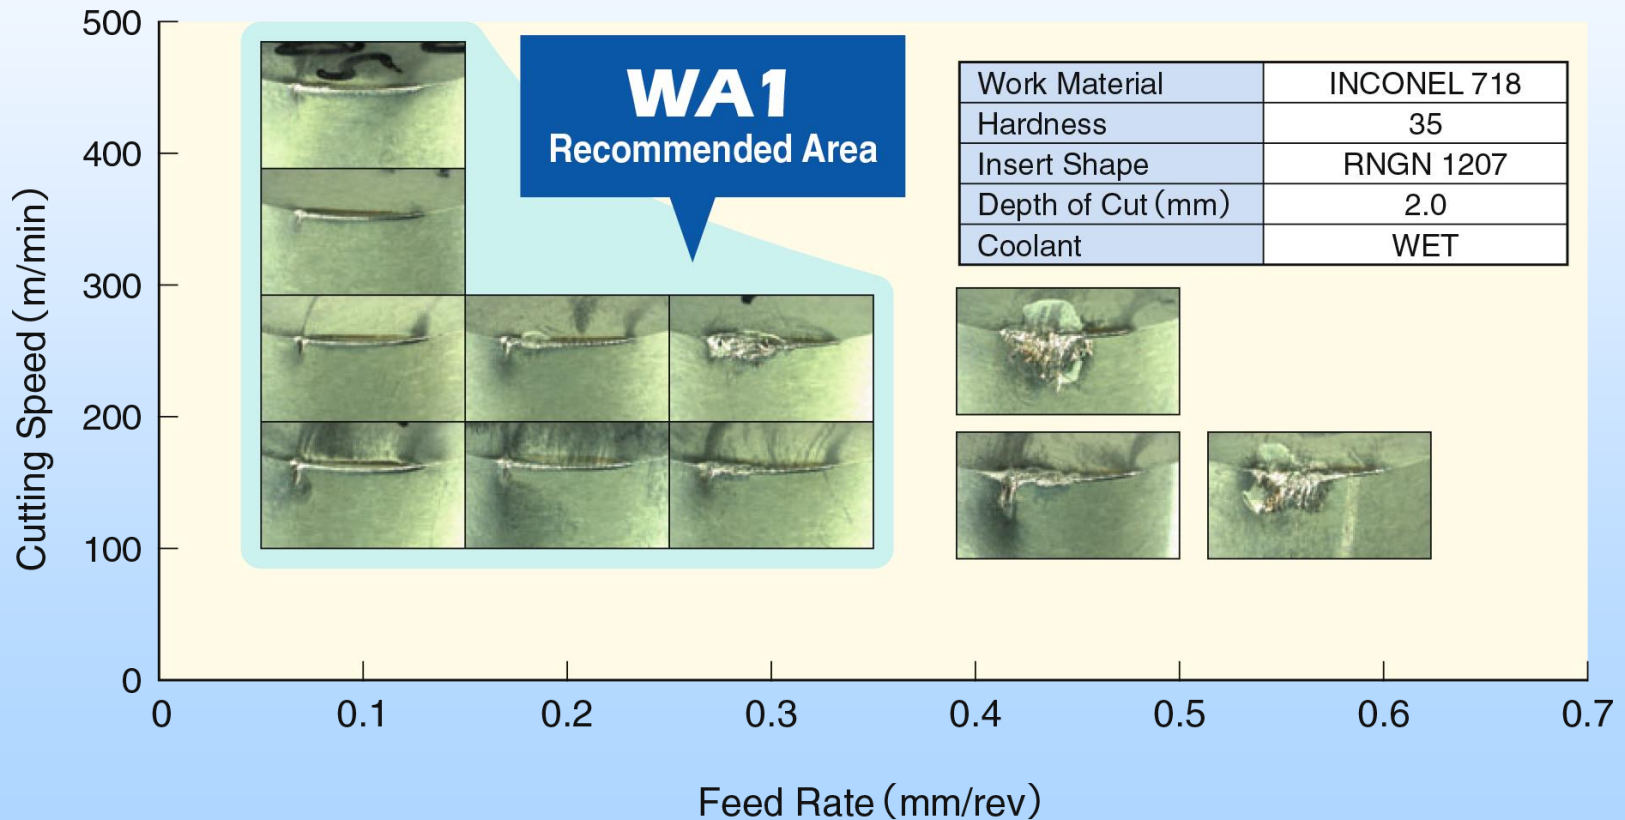 500
400
300
200
100
0
Cutting Speed (m/min)
WA1
Recommended Area
Work Material INCONEL 718
Hardness 35
Insert Shape RNGN 1207
Depth of Cut (mm) 2.0
Coolant WET
0 0.1 0.2 0.3 0.4 0.5 0.6 0.7
Feed Rate (mm/rev)